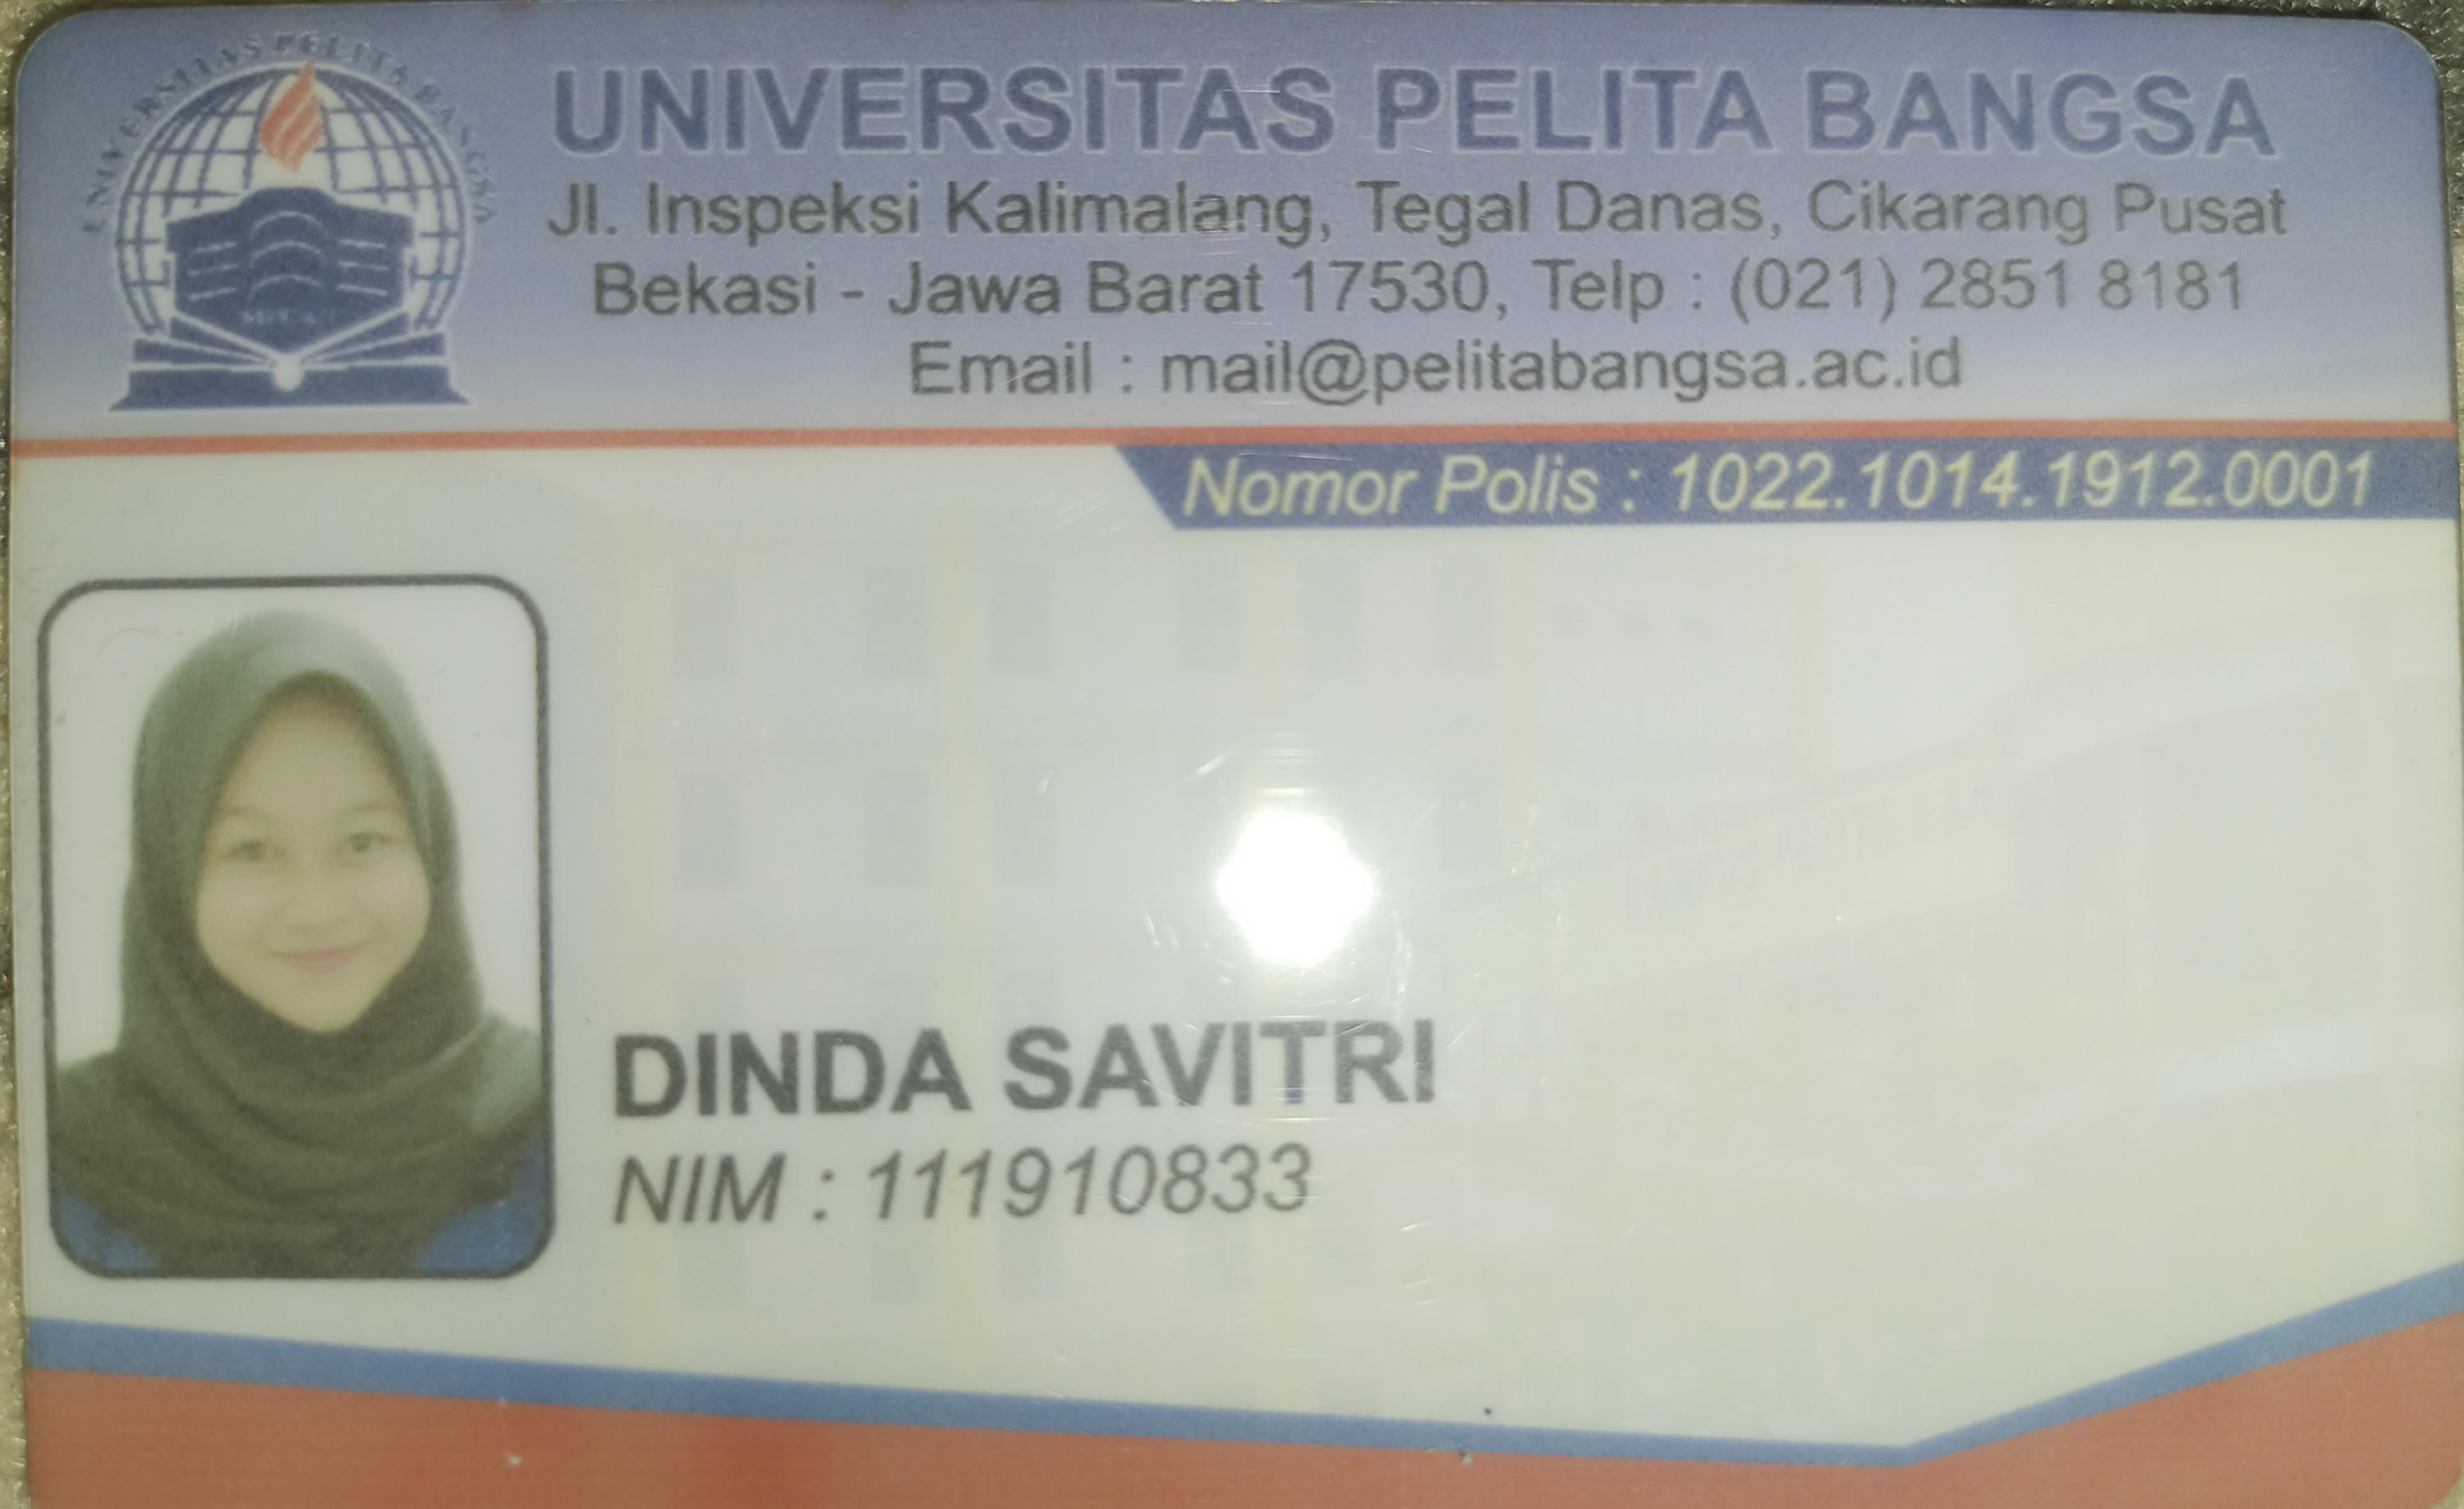 UNIVERSITAS PELITA BANGSA
UNIVERSITAS PELITA BANGSA
Jl. Inspeksi Kalimalang, Tegal Danas, Cikarang Pusat
Bekasi - Jawa Barat 17530, Telp : (021) 2851 8181
Email : mail@pelitabangsa.ac.id
Nomor Polis : 1022.1014.1912.0001
DINDA SAVITRI
NIM : 111910833